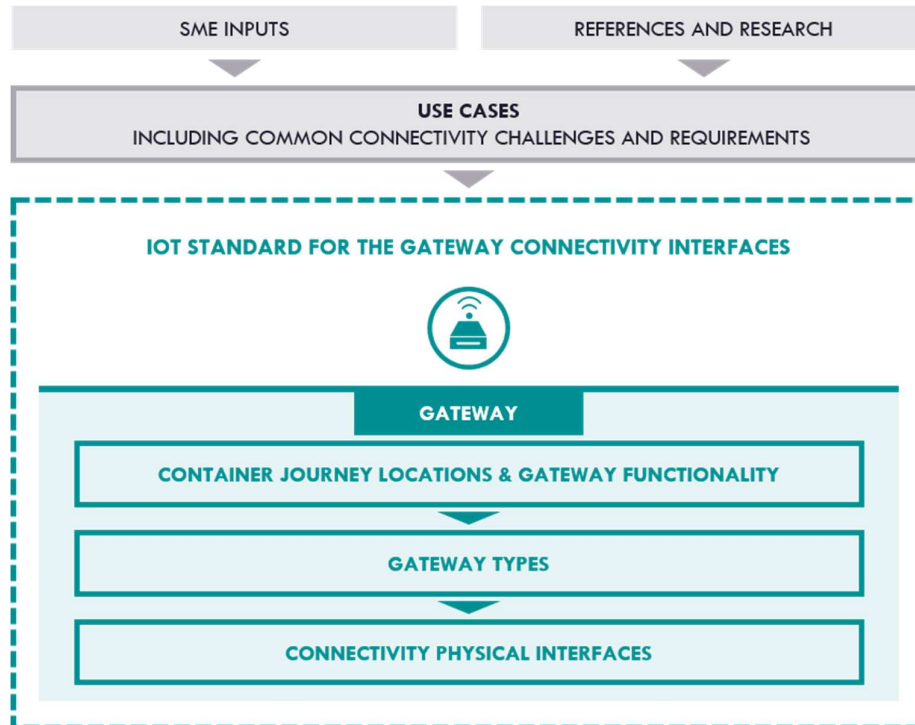 SME INPUTS
REFERENCES AND RESEARCH
USE CASES
INCLUDING COMMON CONNECTIVITY CHALLENGES AND REQUIREMENTS
IOT STANDARD FOR THE GATEWAY CONNECTIVITY INTERFACES
GATEWAY
CONTAINER JOURNEY LOCATIONS & GATEWAY FUNCTIONALITY
GATEWAY TYPES
CONNECTIVITY PHYSICAL INTERFACES